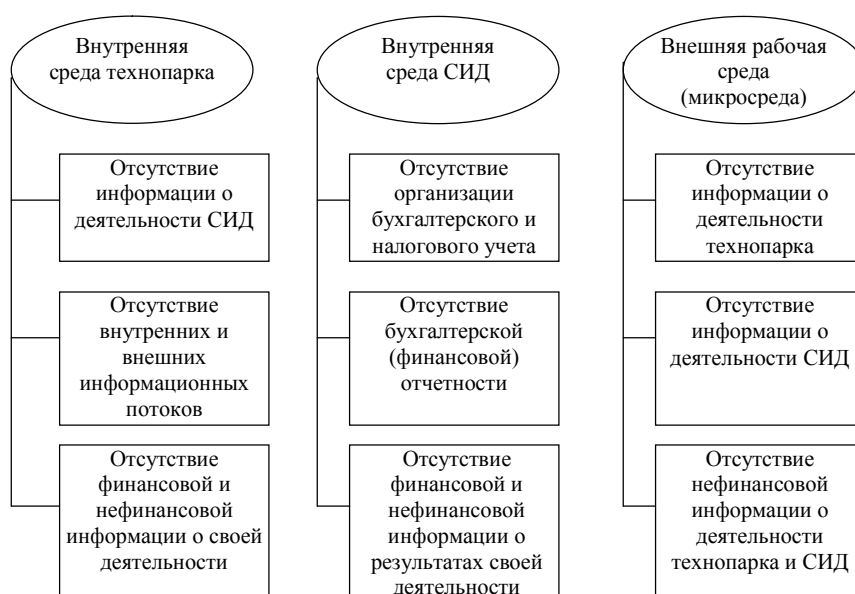 Внутренняя
среда технопарка
Отсутствие
информации о
деятельности СИД
Отсутствие
внутренних и
внешних
информационных
потоков
Отсутствие
финансовой и
нефинансовой
информации о своей
деятельности
Внутренняя
среда СИД
Отсутствие
организации
бухгалтерского и
налогового учета
Отсутствие
бухгалтерской
(финансовой)
отчетности
Отсутствие
финансовой и
нефинансовой
информации о
результатах своей
деятельности
Внешняя рабочая
среда
(микросреда)
Отсутствие
информации о
деятельности
технопарка
Отсутствие
информации о
деятельности СИД
Отсутствие
нефинансовой
информации о
деятельности
технопарка и СИД